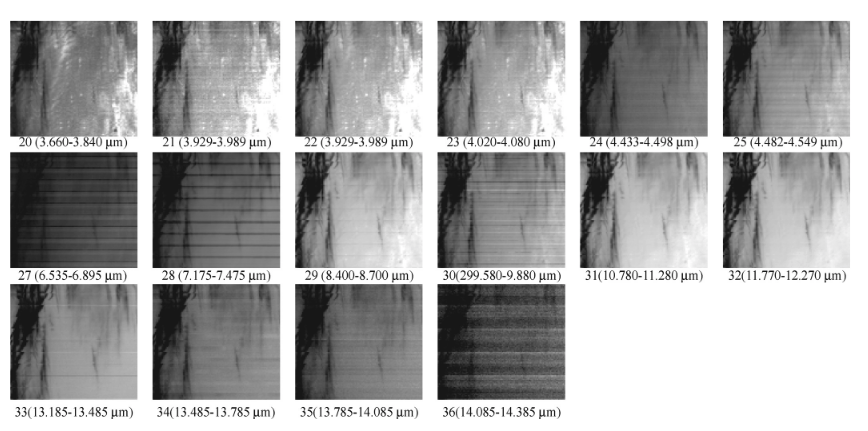 20 (3.660-3.840 μm) 21 (3.929-3.989 μm) 22 (3.929-3.989 μm) 23 (4.020-4.080 μm) 24 (4.433-4.498 μm) 25 (4.482-4.549 μm)
27 (6.535-6.895 μm) 28 (7.175-7.475 μm) 29 (8.400-8.700 μm) 30(299.580-9.880 μm) 31(10.780-11.280 μm) 32(11.770-12.270 μm)
33(13.185-13.485 μm) 34(13.485-13.785 μm) 35(13.785-14.085 μm) 36(14.085-14.385 μm)